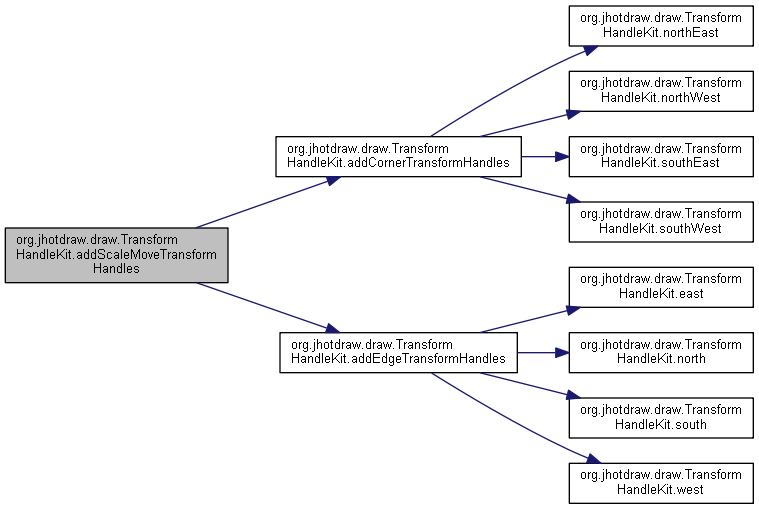 org.jhotdraw.draw.Transform
HandleKit.addScaleMoveTransform
Handles
org.jhotdraw.draw.Transform
HandleKit.addCornerTransformHandles
org.jhotdraw.draw.Transform
HandleKit.addEdgeTransformHandles
org.jhotdraw.draw.Transform
HandleKit.northEast
org.jhotdraw.draw.Transform
HandleKit.northWest
org.jhotdraw.draw.Transform
HandleKit.southEast
org.jhotdraw.draw.Transform
HandleKit.southWest
org.jhotdraw.draw.Transform
HandleKit.east
org.jhotdraw.draw.Transform
HandleKit.north
org.jhotdraw.draw.Transform
HandleKit.south
org.jhotdraw.draw.Transform
HandleKit.west